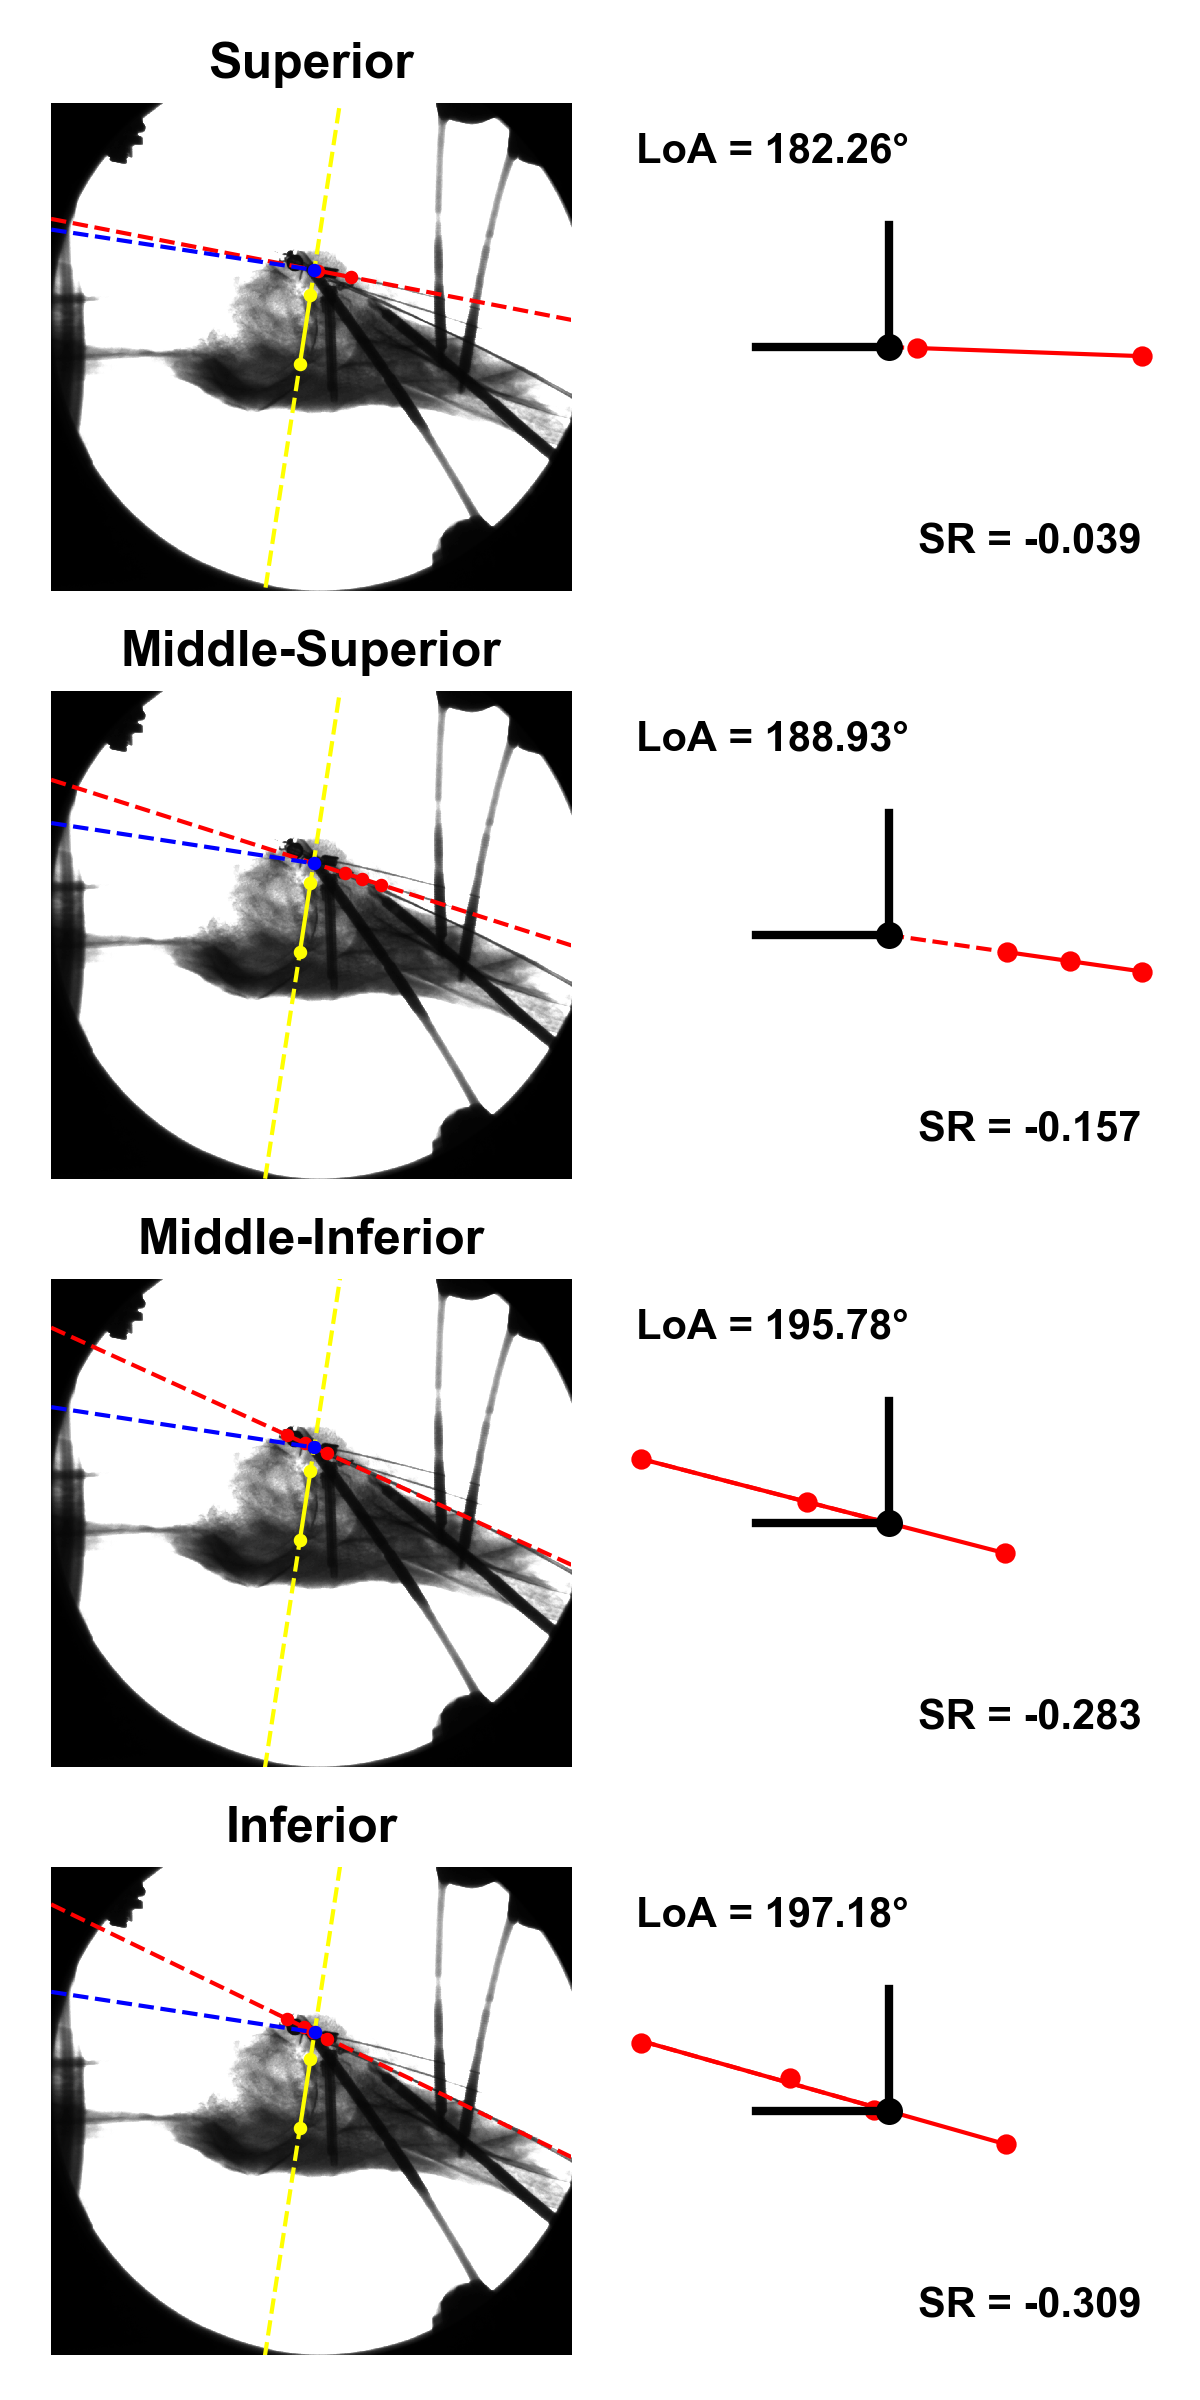 Superior
LoA = 182.26°
SR = -0.039
Middle-Superior
LoA = 188.93°
SR = -0.157
Middle-Inferior
LoA = 195.78°
SR = -0.283
Inferior
LoA = 197.18°
SR = -0.309